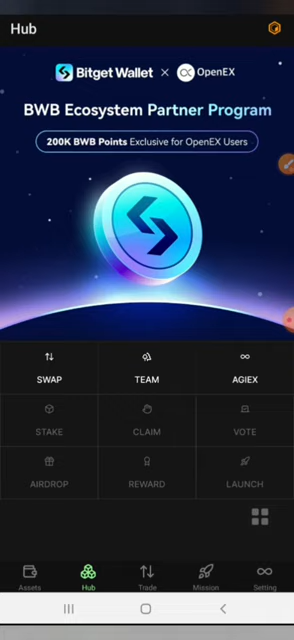 Hub
Bitget Wallet × OpenEX
BWB Ecosystem Partner Program
200K BWB Points Exclusive for OpenEX Users
SWAP TEAM AGIEX
STAKE CLAIM VOTE
AIRDROP REWARD LAUNCH
Assets Hub Trade Mission Setting